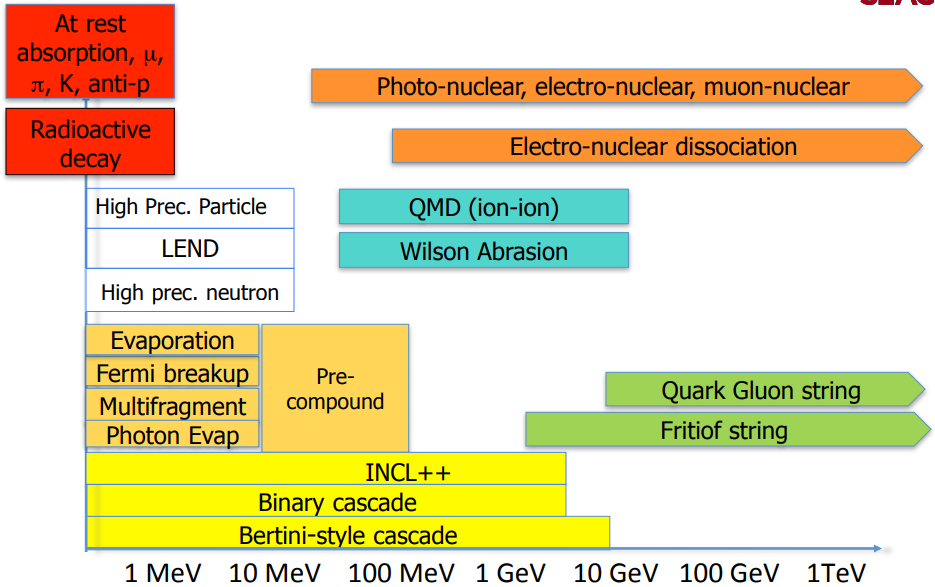 SLAC
At rest
absorption, μ,
π, K, anti-p
Radioactive
decay
Photo-nuclear, electro-nuclear, muon-nuclear
Electro-nuclear dissociation
High Prec. Particle
LEND
High prec. neutron
QMD (ion-ion)
Wilson Abrasion
Evaporation
Fermi breakup
Multifragment
Photon Evap
Pre-
compound
Quark Gluon string
Fritiof string
INCL++
Binary cascade
Bertini-style cascade
1 MeV 10 MeV 100 MeV 1 GeV 10 GeV 100 GeV 1TeV